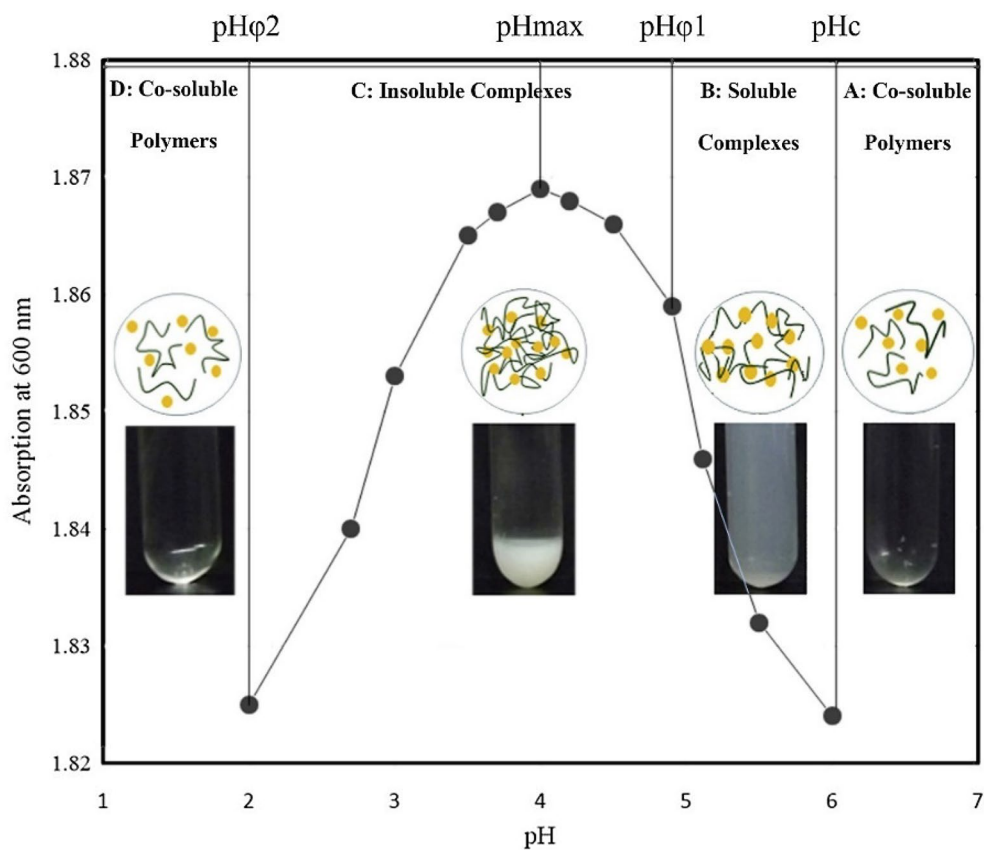 pHφ2 pHmax pHφ1 pHc
D: Co-soluble Polymers
C: Insoluble Complexes
B: Soluble Complexes
A: Co-soluble Polymers
1.88
1.87
1.86
1.85
1.84
1.83
1.82
Absorption at 600 nm
1 2 3 4 5 6 7
pH